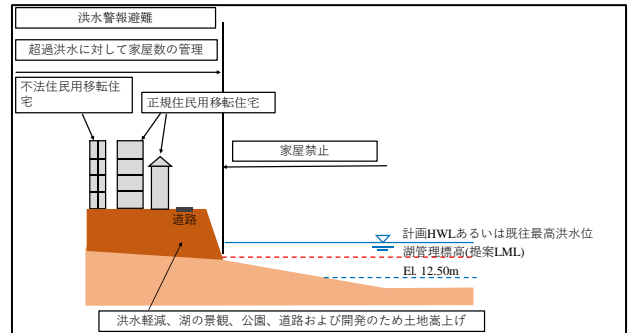 洪水警報避難
超過洪水に対して家屋数の管理
不法住民用移転住
宅
正規住民用移転住宅
家屋禁止
道路
計画HWLあるいは既往最高洪水位
湖管理標高(提案LML)
El. 12.50m
洪水軽減、湖の景観、公園、道路および開発のため土地嵩上げ